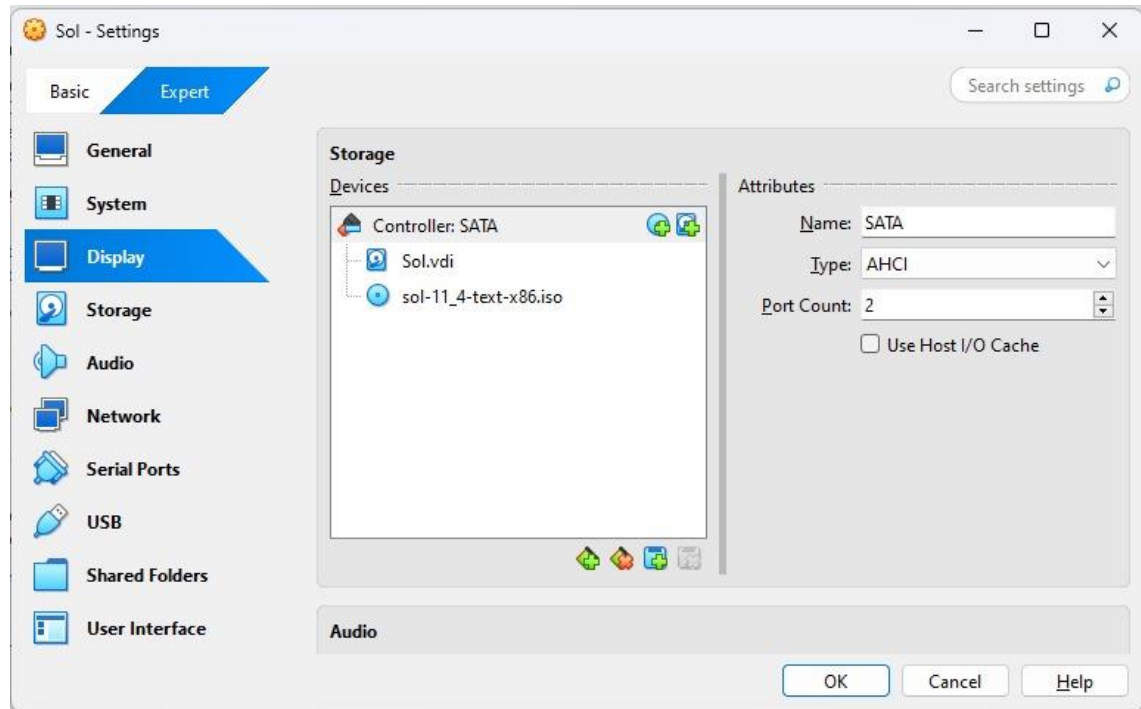 Sol - Settings
Basic
Expert
Search settings
General
System
Display
Storage
Audio
Network
Serial Ports
USB
Shared Folders
User Interface
Storage
Devices
Controller: SATA
Sol.vdi
sol-11_4-text-x86.iso
Attributes
Name: SATA
Type: AHCI
Port Count: 2
Use Host I/O Cache
Audio
OK
Cancel
Help